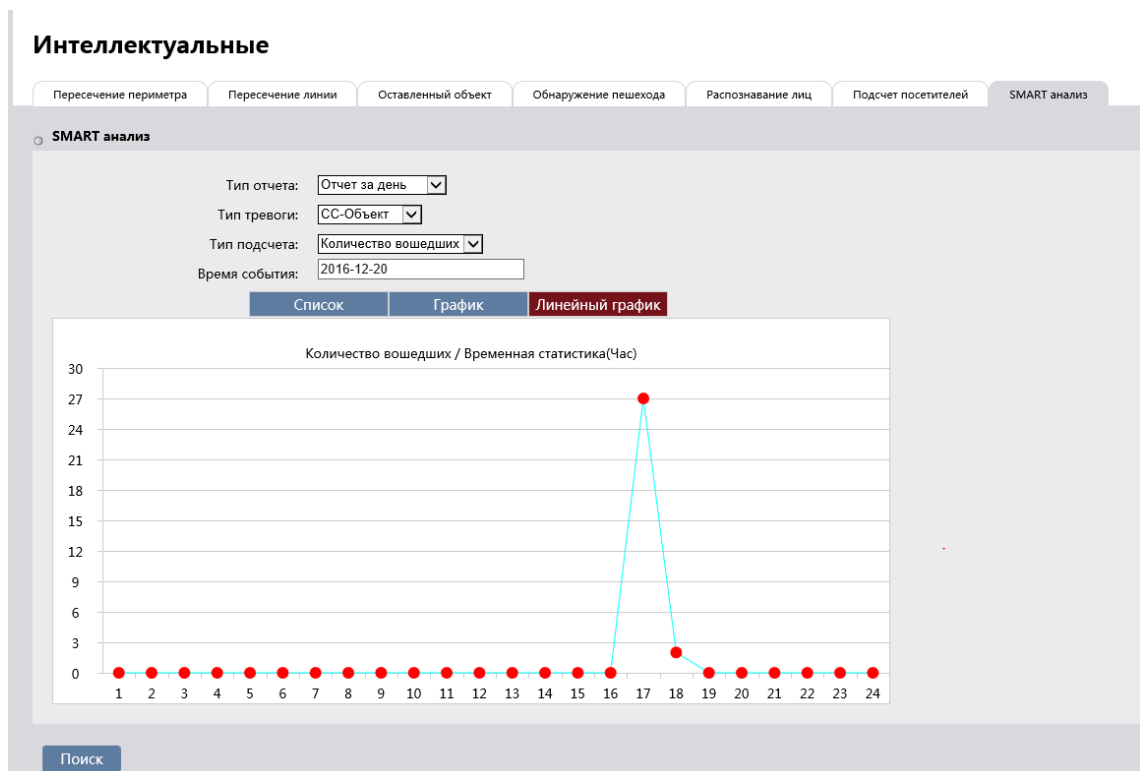 Интеллектуальные
Пересечение периметра Пересечение линии Оставленный объект Обнаружение пешехода Распознавание лиц Подсчет посетителей SMART анализ
SMART анализ
Тип отчета: Отчет за день
Тип тревоги: CC-Объект
Тип подсчета: Количество вошедших
Время события: 2016-12-20
Список График Линейный график
Количество вошедших / Временная статистика(Час)
30
27
24
21
18
15
12
9
6
3
0
1 2 3 4 5 6 7 8 9 10 11 12 13 14 15 16 17 18 19 20 21 22 23 24
Поиск